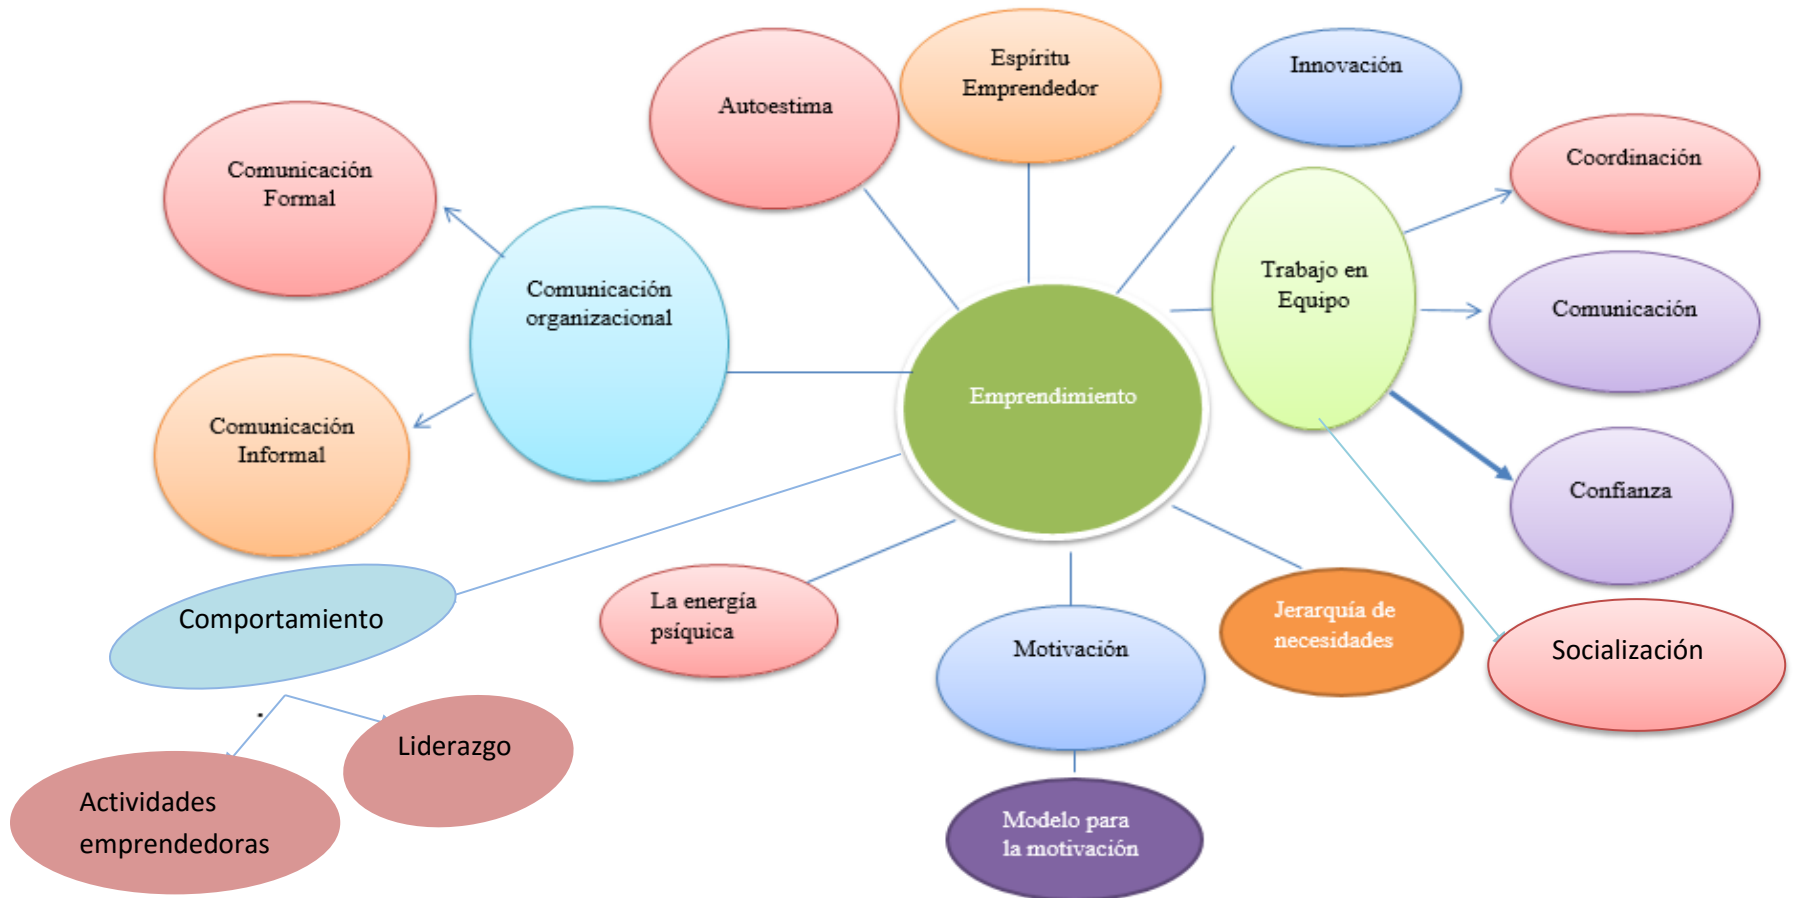 Espíritu
Emprendedor
Innovación
Autoestima
Coordinación
Comunicación
Formal
Trabajo en
Equipo
Comunicación
organizacional
Comunicación
Emprendimiento
Comunicación
Informal
Confianza
La energía
psíquica
Jerarquía de
necesidades
Comportamiento
Motivación
Socialización
Liderazgo
Actividades
emprendedoras
Modelo para
la motivación